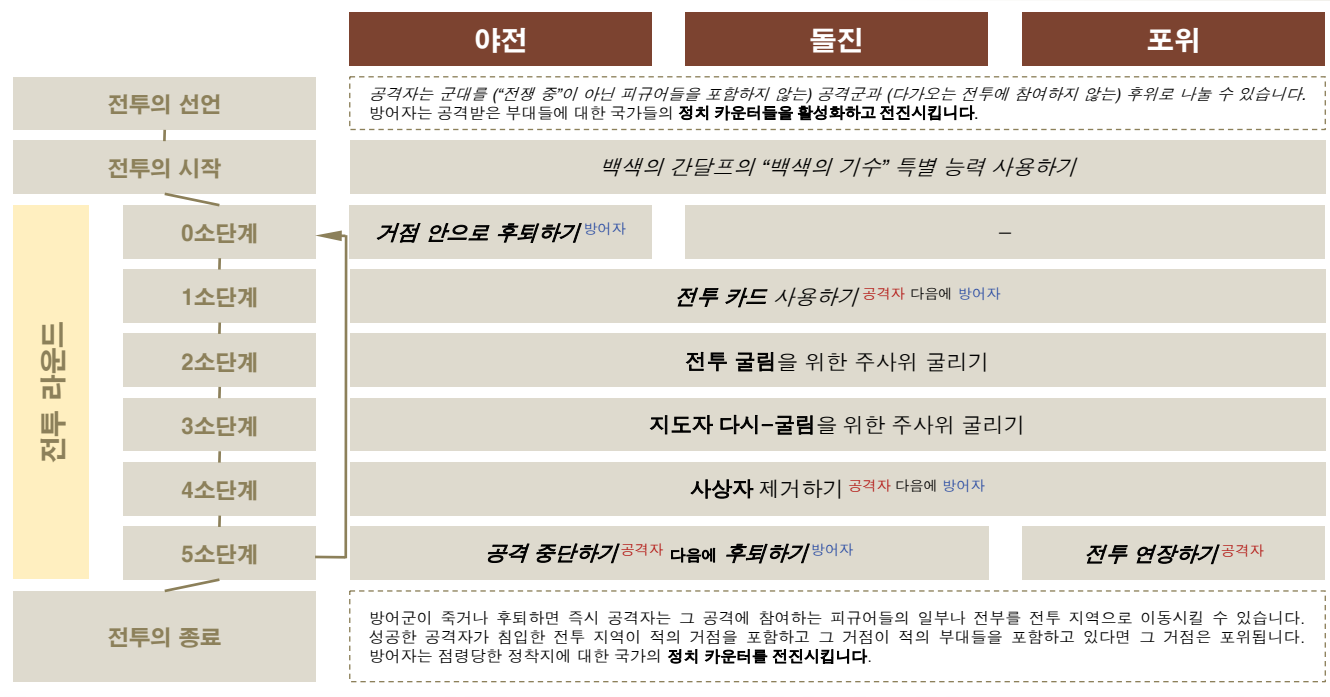 야전 돌진 포위
전투의 선언
공격자는 군대를 (“전쟁 중”이 아닌 피규어들을 포함하지 않는) 공격군과 (다가오는 전투에 참여하지 않는) 후위로 나눌 수 있습니다.
방어자는 공격받은 부대들에 대한 국가들의 정치 카운터들을 활성화하고 전진시킵니다.
전투의 시작
백색의 간달프의 “백색의 기수” 특별 능력 사용하기
전투 라운드
0소단계
거점 안으로 후퇴하기 방어자
–
1소단계
전투 카드 사용하기 공격자 다음에 방어자
2소단계
전투 굴림을 위한 주사위 굴리기
3소단계
지도자 다시-굴림을 위한 주사위 굴리기
4소단계
사상자 제거하기 공격자 다음에 방어자
5소단계
공격 중단하기 공격자 다음에 후퇴하기 방어자
전투 연장하기 공격자
전투의 종료
방어군이 죽거나 후퇴하면 즉시 공격자는 그 공격에 참여하는 피규어들의 일부나 전부를 전투 지역으로 이동시킬 수 있습니다.
성공한 공격자가 침입한 전투 지역이 적의 거점을 포함하고 그 거점이 적의 부대들을 포함하고 있다면 그 거점은 포위됩니다.
방어자는 점령당한 정착지에 대한 국가의 정치 카운터를 전진시킵니다.